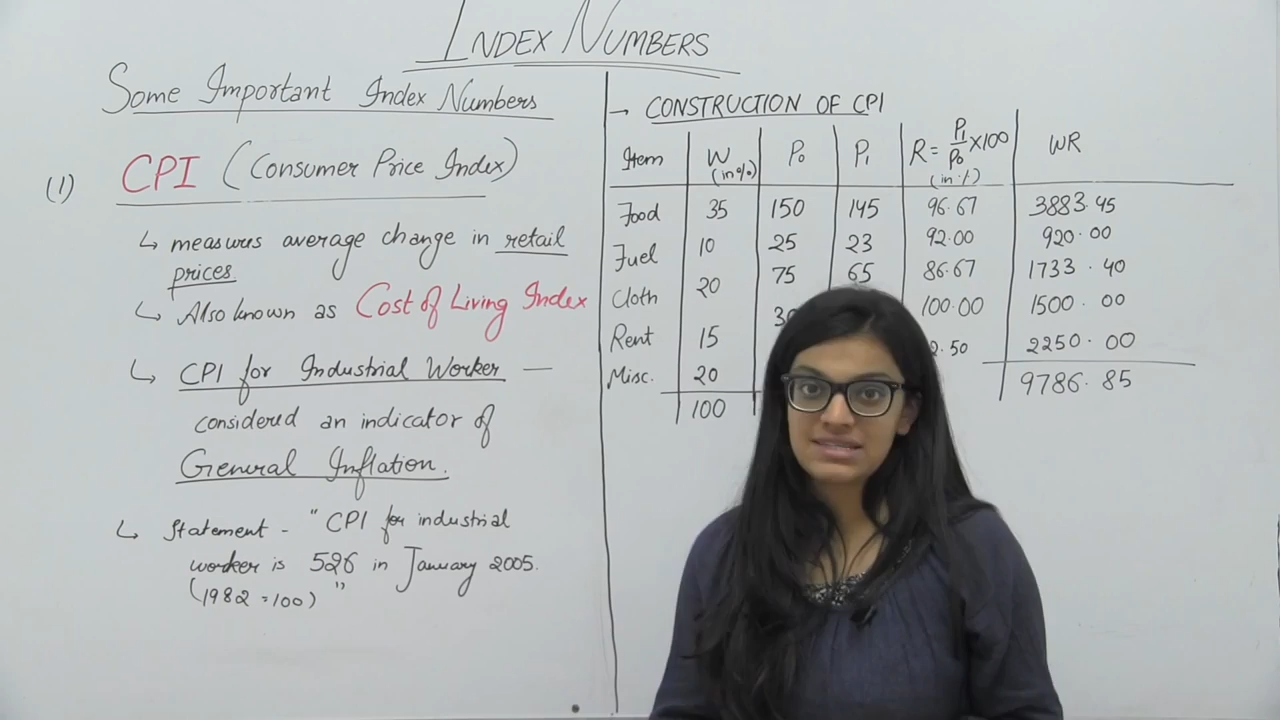 INDEX NUMBERS
Some Important Index Numbers
(1) CPI (Consumer Price Index)
↳ measures average change in retail
prices.
↳ Also known as Cost of Living Index
↳ CPI for Industrial Worker —
considered an indicator of
General Inflation.
↳ Statement - "CPI for industrial
worker is 526 in January 2005.
(1982 = 100) "
→ CONSTRUCTION OF CPI
Item W (in %) P₀ P₁ R = P₁/P₀ × 100 (in %) WR
Food 35 150 145 96.67 3883.45
Fuel 10 25 23 92.00 920.00
Cloth 20 75 65 86.67 1733.40
Rent 15 100.00 1500.00
Misc. 20 2.50 2250.00
100 9786.85